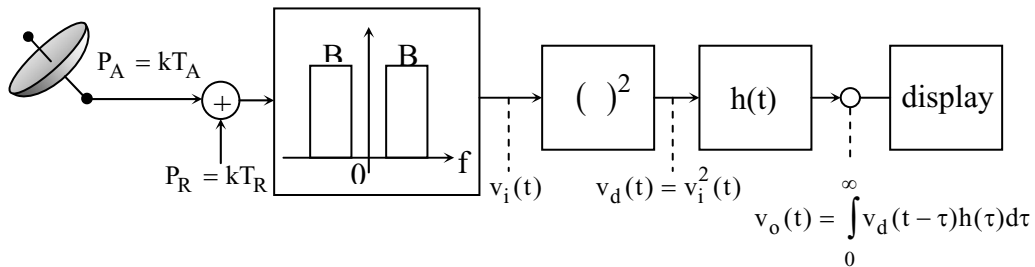 P_A = kT_A
+
P_R = kT_R
B B
0 f
v_i(t)
( )^2
v_d(t) = v_i^2(t)
h(t)
display
v_o(t) = ∫_0^∞ v_d(t − τ)h(τ)dτ